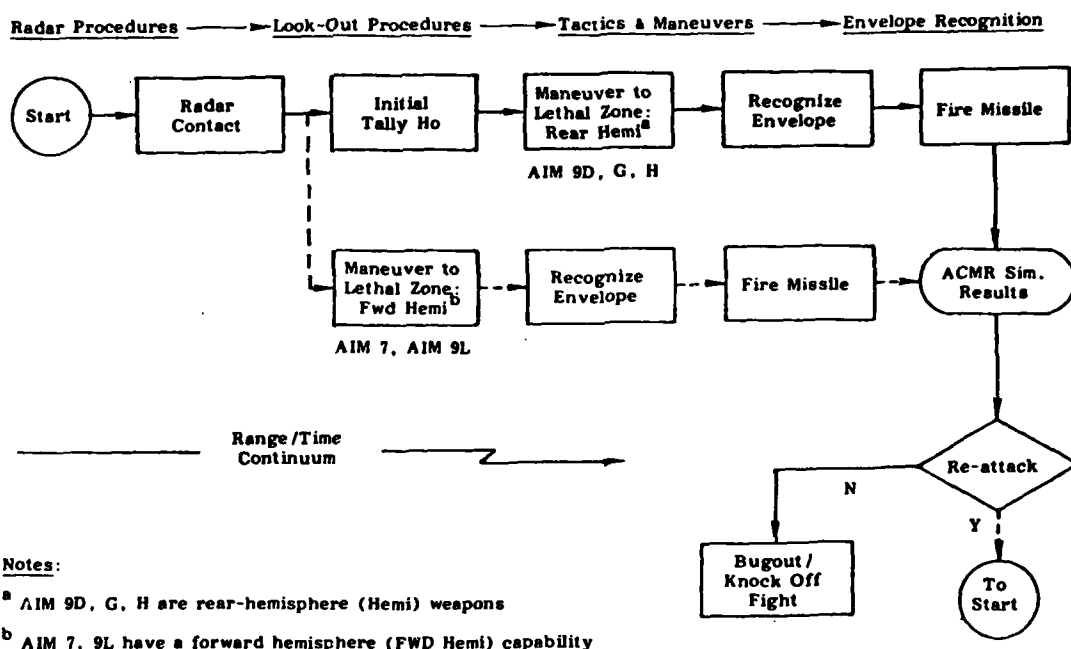 Radar Procedures
Look-Out Procedures
Tactics & Maneuvers
Envelope Recognition
Start
Radar
Contact
Initial
Tally Ho
Maneuver to
Lethal Zone:
Rear Hemi a
AIM 9D, G, H
Recognize
Envelope
Fire Missile
Maneuver to
Lethal Zone:
Fwd Hemi b
AIM 7, AIM 9L
Recognize
Envelope
Fire Missile
ACMR Sim.
Results
Range/Time
Continuum
Re-attack
N
Y
Bugout/
Knock Off
Fight
To
Start
Notes:
a AIM 9D, G, H are rear-hemisphere (Hemi) weapons
b AIM 7, 9L have a forward hemisphere (FWD Hemi) capability